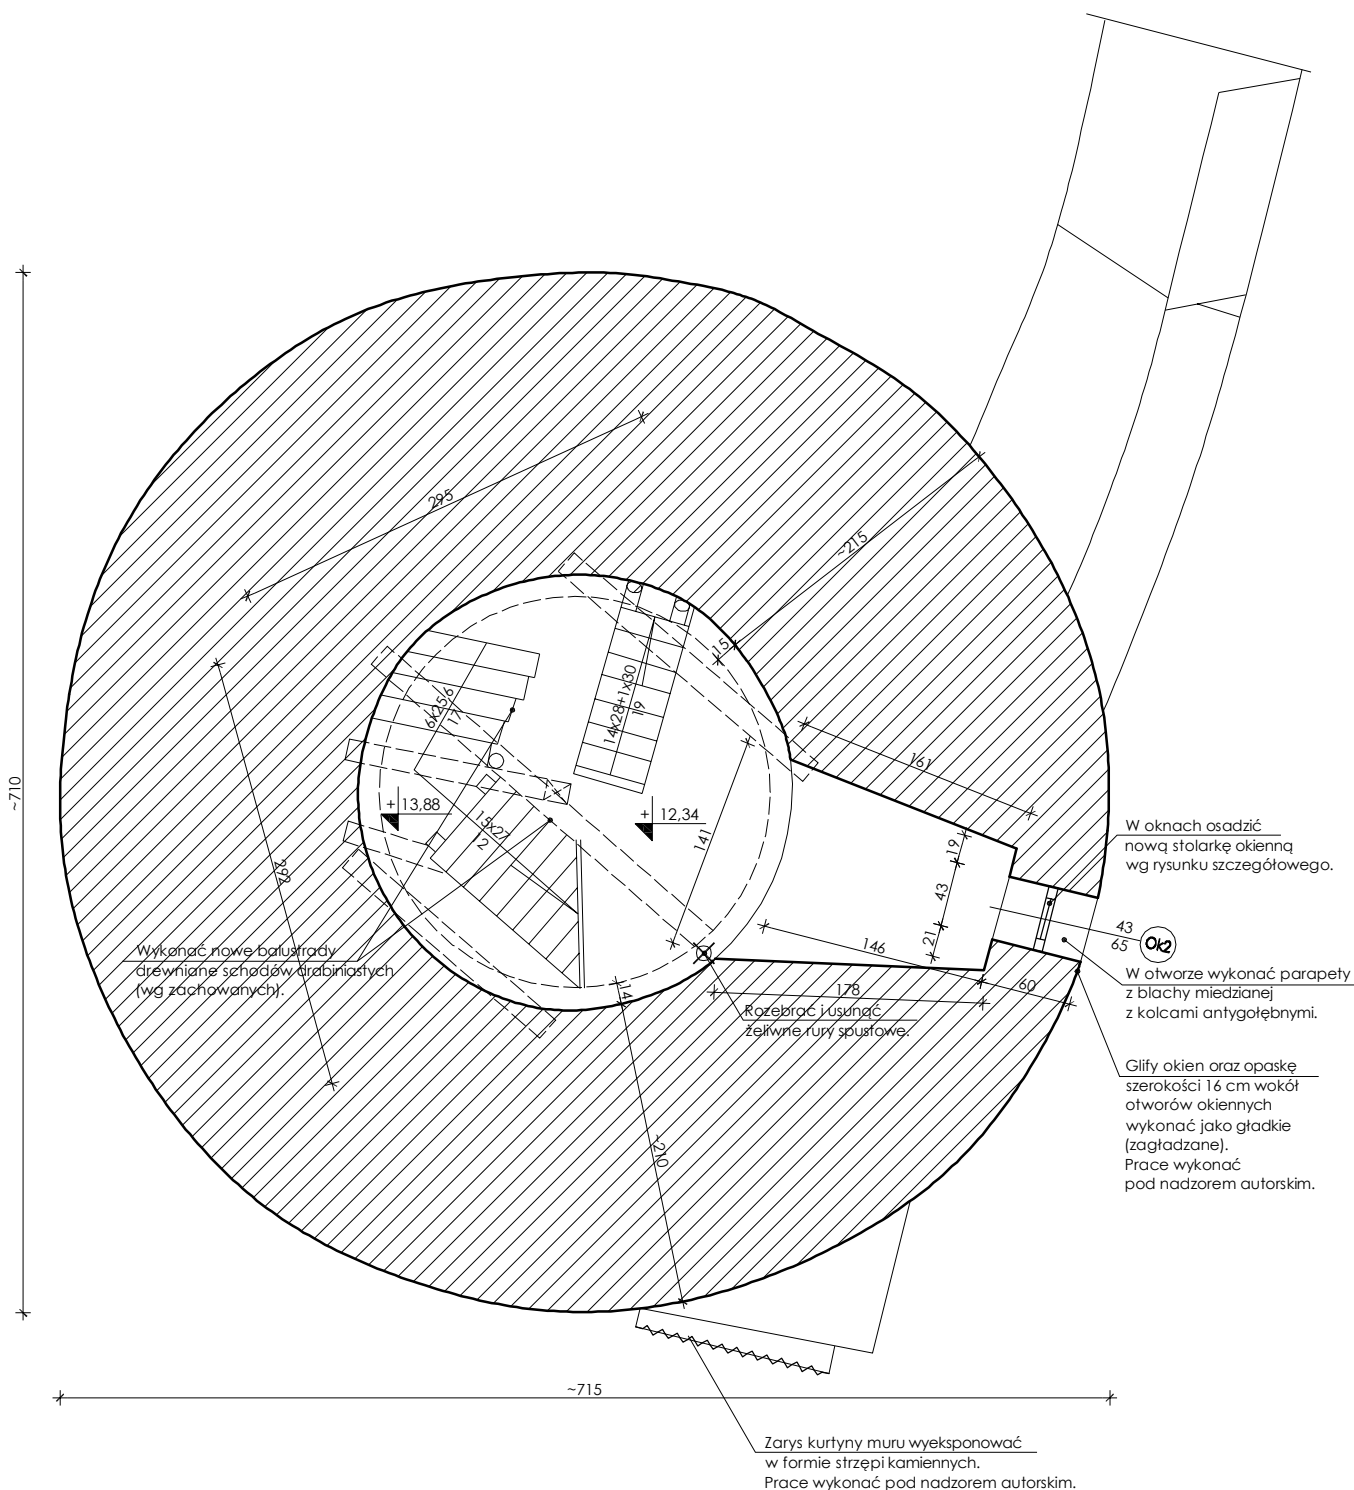 295
~215
15
14x28+1x30
19
6x25,6
17
161
~710
+ 13,88
+ 12,34
15x27
12
141
19
43
21
W oknach osadzić
nową stolarkę okienną
wg rysunku szczegółowego.
292
43
65
Ok2
146
60
178
Wykonać nowe balustrady
drewniane schodów drabiniastych
(wg zachowanych).
W otworze wykonać parapety
z blachy miedzianej
z kolcami antygołębnymi.
14
Rozebrać i usunąć
żeliwne rury spustowe.
Glify okien oraz opaskę
szerokości 16 cm wokół
otworów okiennych
wykonać jako gładkie
(zagładzane).
Prace wykonać
pod nadzorem autorskim.
~210
~715
Zarys kurtyny muru wyeksponować
w formie strzępi kamiennych.
Prace wykonać pod nadzorem autorskim.